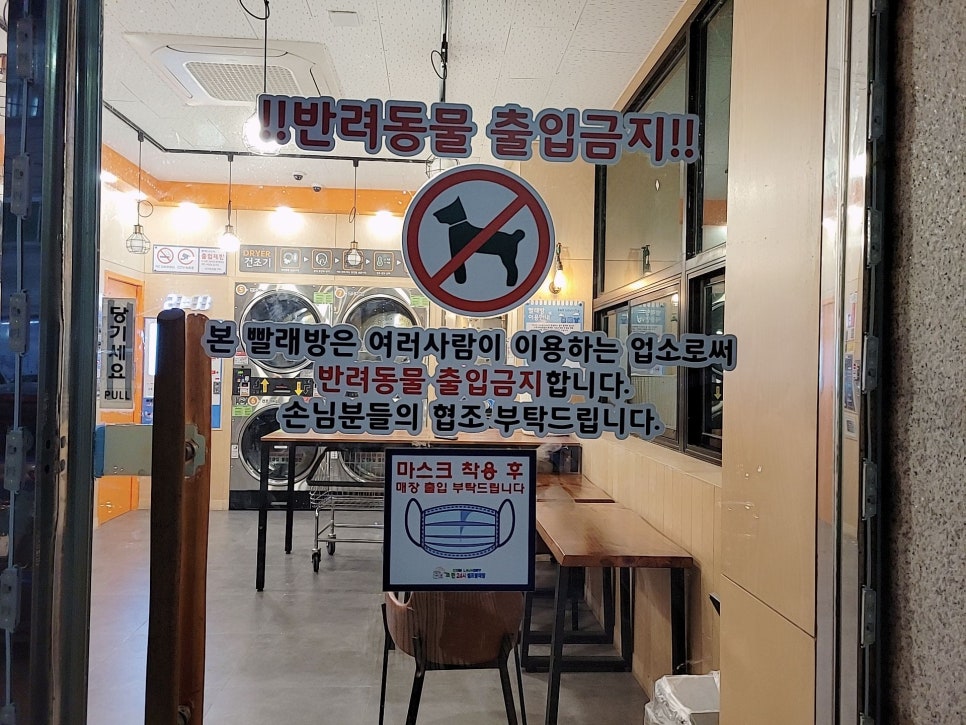 !!반려동물 출입금지!!
DRYER
건조기
당기세요
PULL
본 빨래방은 여러사람이 이용하는 업소로써
반려동물 출입금지합니다.
손님분들의 협조 부탁드립니다.
마스크 착용 후
매장 출입 부탁드립니다